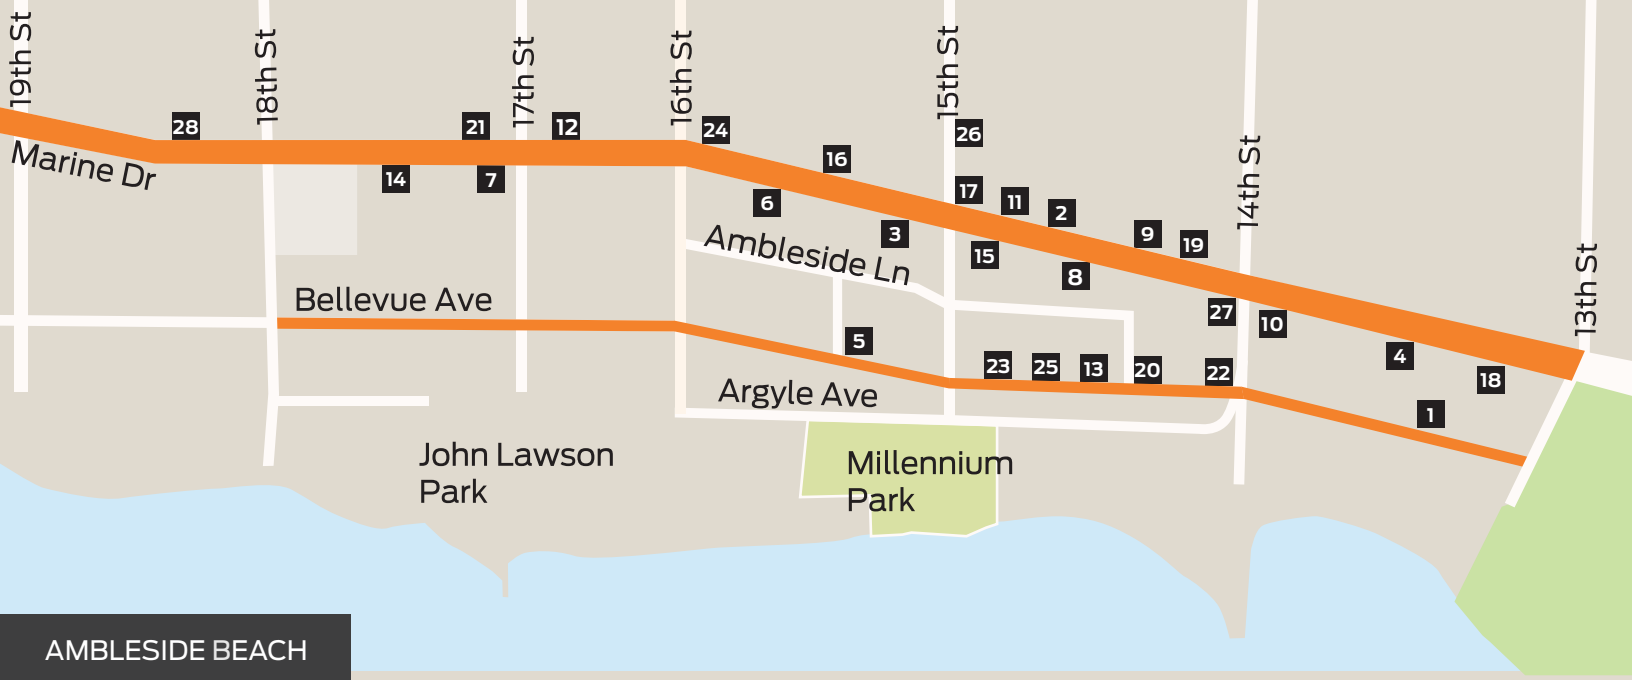 19th St
18th St
17th St
16th St
15th St
14th St
13th St
28
21
12
24
26
16
Marine Dr
14
7
6
17
11
2
3
9
19
15
8
Ambleside Ln
Bellevue Ave
27
10
5
4
23
25
13
20
22
18
Argyle Ave
1
John Lawson
Park
Millennium
Park
AMBLESIDE BEACH